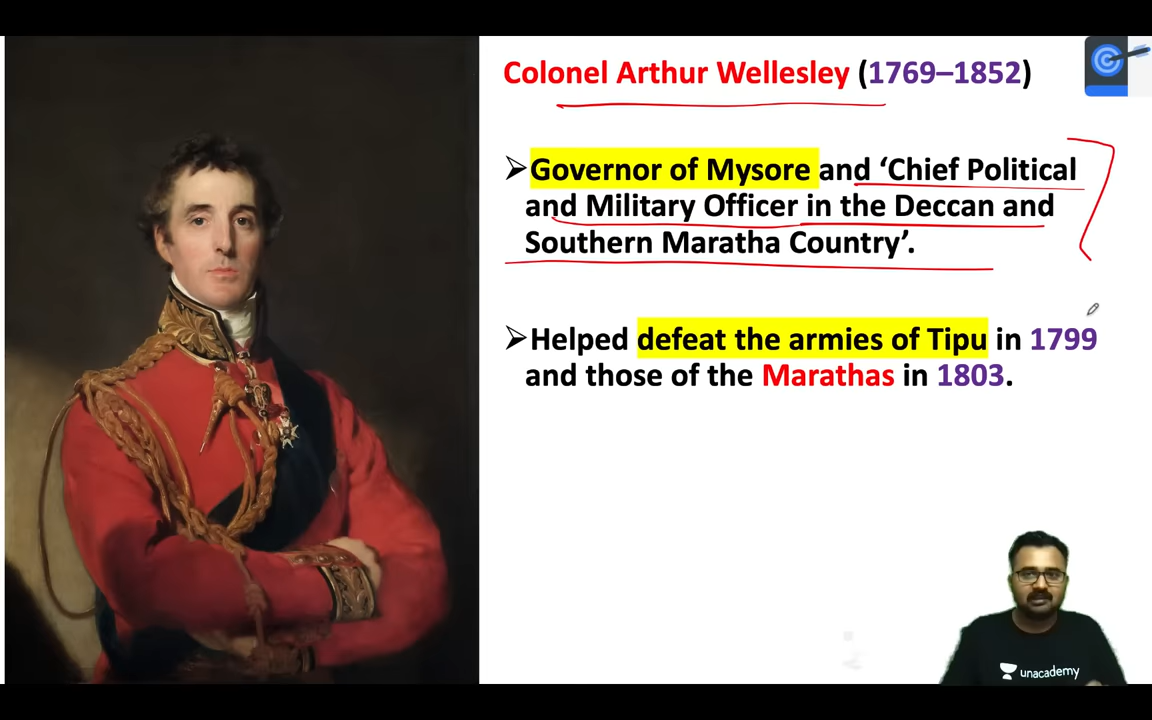 Colonel Arthur Wellesley (1769–1852)
➢Governor of Mysore and ‘Chief Political
and Military Officer in the Deccan and
Southern Maratha Country’.
➢Helped defeat the armies of Tipu in 1799
and those of the Marathas in 1803.
unacademy